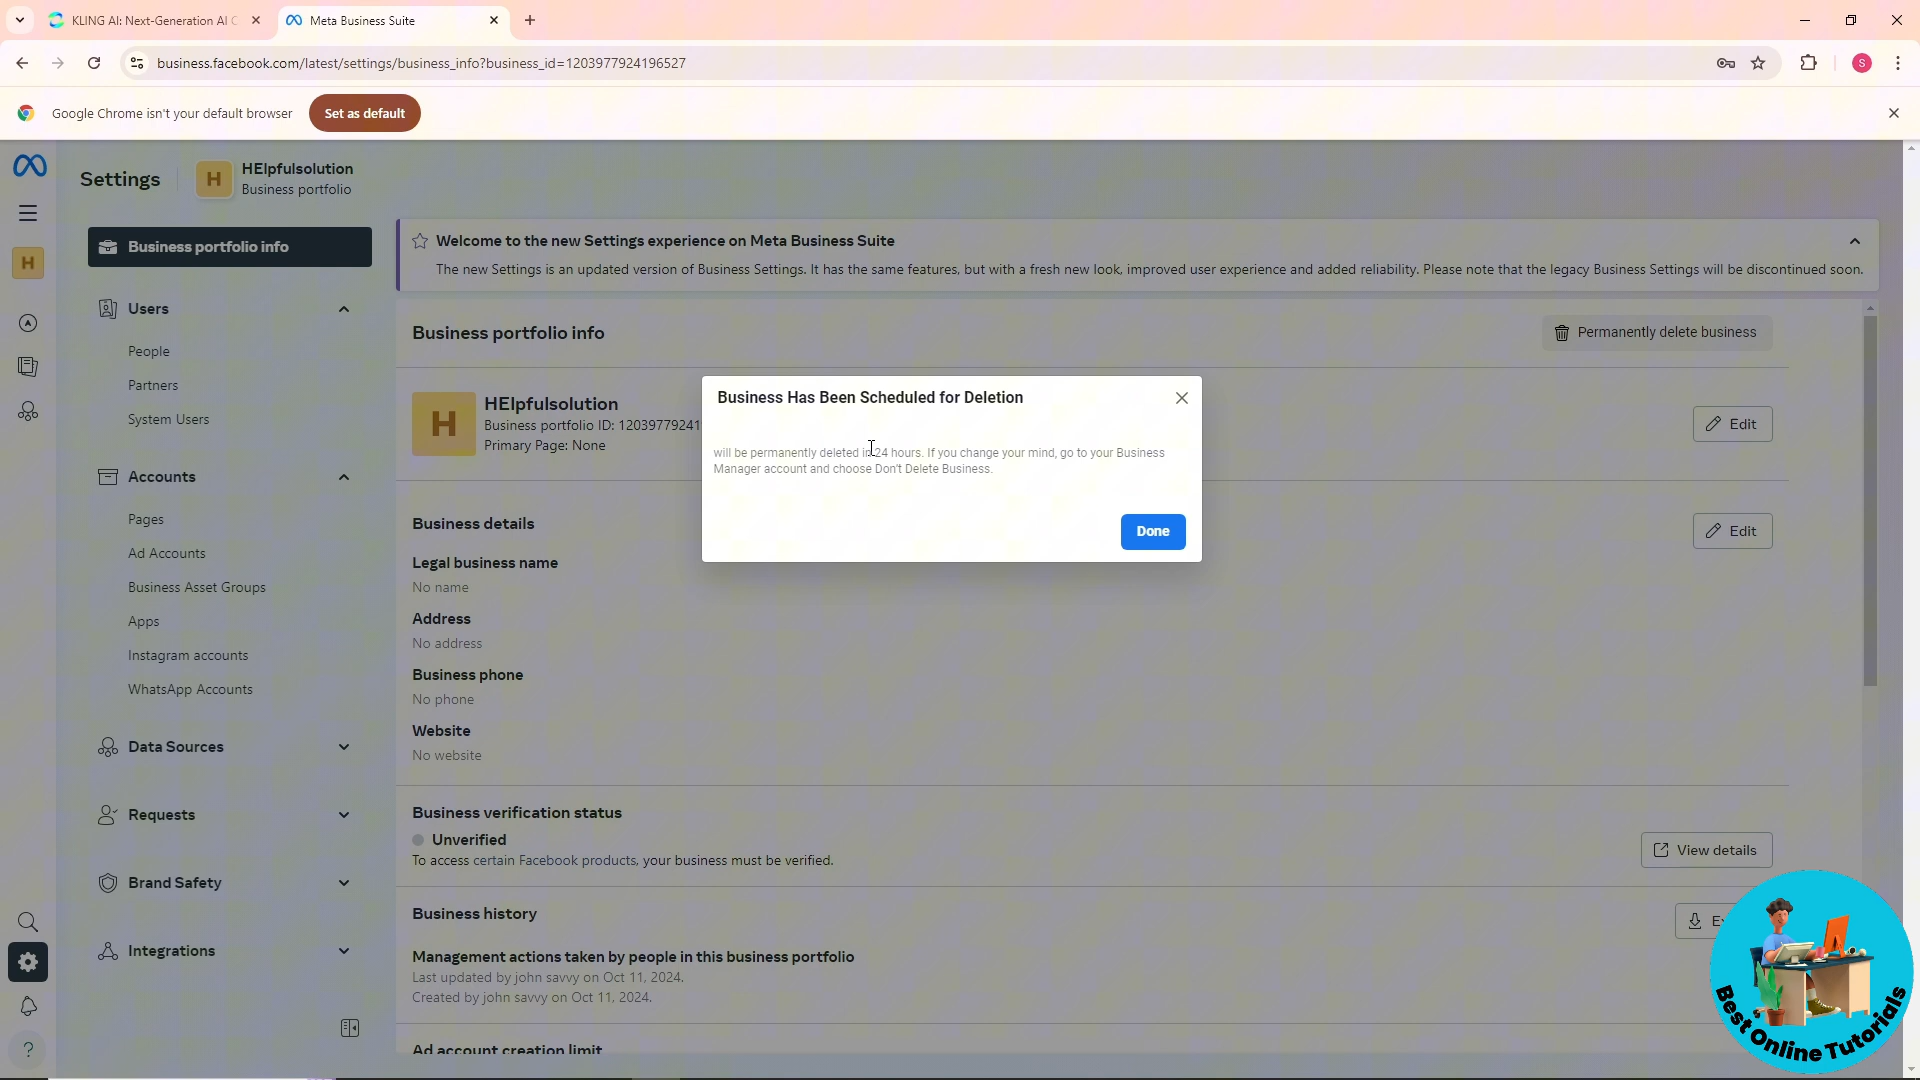 KLING AI: Next-Generation AI C
Meta Business Suite
business.facebook.com/latest/settings/business_info?business_id=1203977924196527
S
Google Chrome isn't your default browser
Set as default
Settings
H
HElpfulsolution
Business portfolio
H
Business portfolio info
Users
People
Partners
System Users
Accounts
Pages
Ad Accounts
Business Asset Groups
Apps
Instagram accounts
WhatsApp Accounts
Data Sources
Requests
Brand Safety
Integrations
?
Welcome to the new Settings experience on Meta Business Suite
The new Settings is an updated version of Business Settings. It has the same features, but with a fresh new look, improved user experience and added reliability. Please note that the legacy Business Settings will be discontinued soon.
Business portfolio info
Permanently delete business
H
HElpfulsolution
Business portfolio ID: 12039779241
Primary Page: None
Edit
Business Has Been Scheduled for Deletion
will be permanently deleted in 24 hours. If you change your mind, go to your Business
Manager account and choose Don't Delete Business.
Done
Business details
Edit
Legal business name
No name
Address
No address
Business phone
No phone
Website
No website
Business verification status
Unverified
To access certain Facebook products, your business must be verified.
View details
Business history
Management actions taken by people in this business portfolio
Last updated by john savvy on Oct 11, 2024.
Created by john savvy on Oct 11, 2024.
Ad account creation limit
Best Online Tutorials